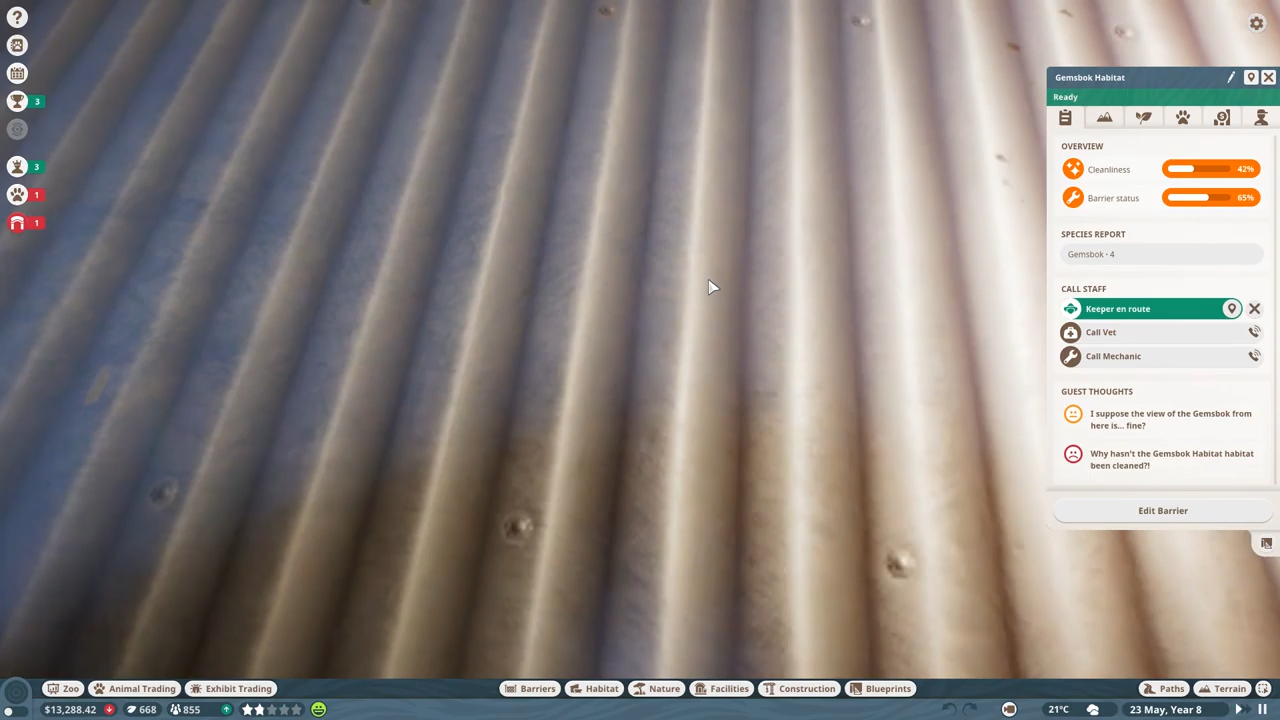 ?
3
3
1
1
Gemsbok Habitat
Ready
OVERVIEW
Cleanliness 42%
Barrier status 65%
SPECIES REPORT
Gemsbok · 4
CALL STAFF
Keeper en route
Call Vet
Call Mechanic
GUEST THOUGHTS
I suppose the view of the Gemsbok from
here is... fine?
Why hasn't the Gemsbok Habitat habitat
been cleaned?!
Edit Barrier
Zoo Animal Trading Exhibit Trading Barriers Habitat Nature Facilities Construction Blueprints Paths Terrain
$13,288.42 668 855 21°C 23 May, Year 8